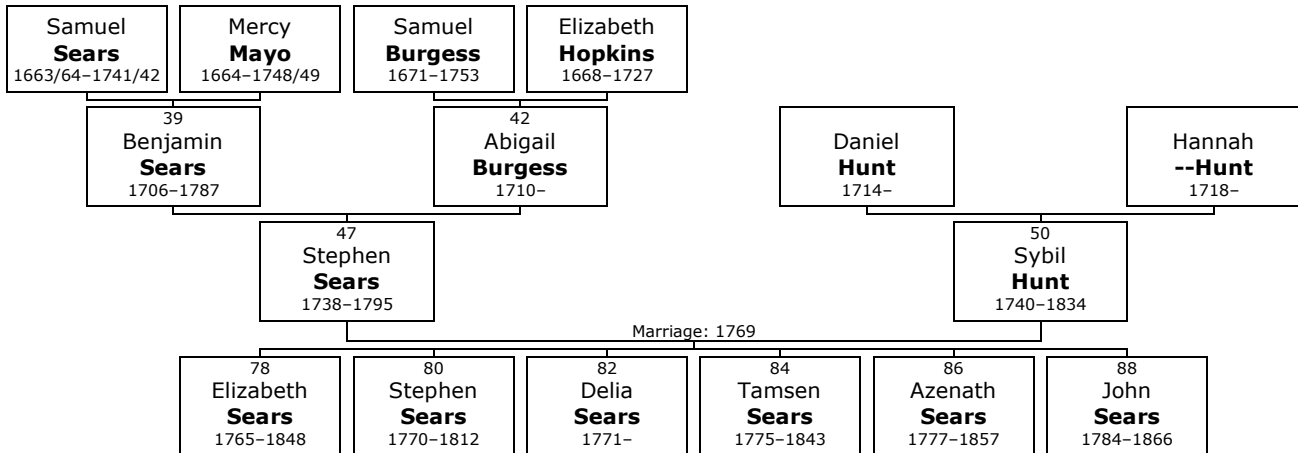 Samuel
Sears
1663/64–1741/42
Mercy
Mayo
1664–1748/49
Samuel
Burgess
1671–1753
Elizabeth
Hopkins
1668–1727
39
Benjamin
Sears
1706–1787
42
Abigail
Burgess
1710–
Daniel
Hunt
1714–
Hannah
--Hunt
1718–
47
Stephen
Sears
1738–1795
50
Sybil
Hunt
1740–1834
Marriage: 1769
78
Elizabeth
Sears
1765–1848
80
Stephen
Sears
1770–1812
82
Delia
Sears
1771–
84
Tamsen
Sears
1775–1843
86
Azenath
Sears
1777–1857
88
John
Sears
1784–1866